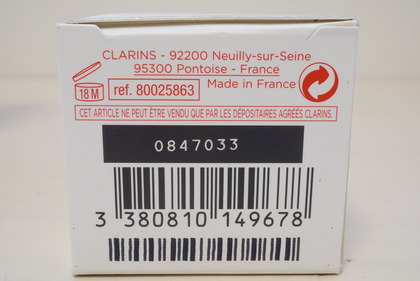 CLARINS - 92200 Neuilly-sur-Seine
95300 Pontoise - France
Made in France
18 M
ref. 80025863
CET ARTICLE NE PEUT ÊTRE VENDU QUE PAR LES DÉPOSITAIRES AGRÉÉS CLARINS.
0847033
3 380810 149678